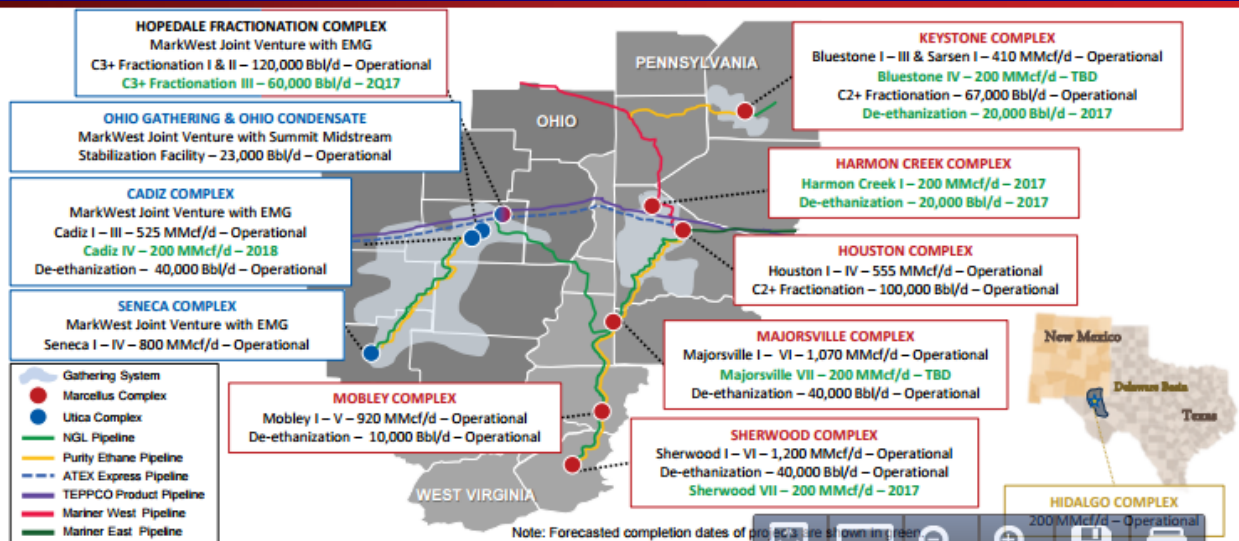 HOPEDALE FRACTIONATION COMPLEX
MarkWest Joint Venture with EMG
C3+ Fractionation I & II – 120,000 Bbl/d – Operational
C3+ Fractionation III – 60,000 Bbl/d – 2Q17
OHIO GATHERING & OHIO CONDENSATE
MarkWest Joint Venture with Summit Midstream
Stabilization Facility – 23,000 Bbl/d – Operational
CADIZ COMPLEX
MarkWest Joint Venture with EMG
Cadiz I – III – 525 MMcf/d – Operational
Cadiz IV – 200 MMcf/d – 2018
De-ethanization – 40,000 Bbl/d – Operational
SENECA COMPLEX
MarkWest Joint Venture with EMG
Seneca I – IV – 800 MMcf/d – Operational
Gathering System
Marcellus Complex
Utica Complex
NGL Pipeline
Purity Ethane Pipeline
ATEX Express Pipeline
TEPPCO Product Pipeline
Mariner West Pipeline
Mariner East Pipeline
OHIO
PENNSYLVANIA
WEST VIRGINIA
KEYSTONE COMPLEX
Bluestone I – III & Sarsen I – 410 MMcf/d – Operational
Bluestone IV – 200 MMcf/d – TBD
C2+ Fractionation – 67,000 Bbl/d – Operational
De-ethanization – 20,000 Bbl/d – 2017
HARMON CREEK COMPLEX
Harmon Creek I – 200 MMcf/d – 2017
De-ethanization – 20,000 Bbl/d – 2017
HOUSTON COMPLEX
Houston I – IV – 555 MMcf/d – Operational
C2+ Fractionation – 100,000 Bbl/d – Operational
MAJORSVILLE COMPLEX
Majorsville I – VI – 1,070 MMcf/d – Operational
Majorsville VII – 200 MMcf/d – TBD
De-ethanization – 40,000 Bbl/d – Operational
MOBLEY COMPLEX
Mobley I – V – 920 MMcf/d – Operational
De-ethanization – 10,000 Bbl/d – Operational
SHERWOOD COMPLEX
Sherwood I – VI – 1,200 MMcf/d – Operational
De-ethanization – 40,000 Bbl/d – Operational
Sherwood VII – 200 MMcf/d – 2017
New Mexico
Delaware Basin
Texas
HIDALGO COMPLEX
200 MMcf/d – Operational
Note: Forecasted completion dates of projects are shown in green